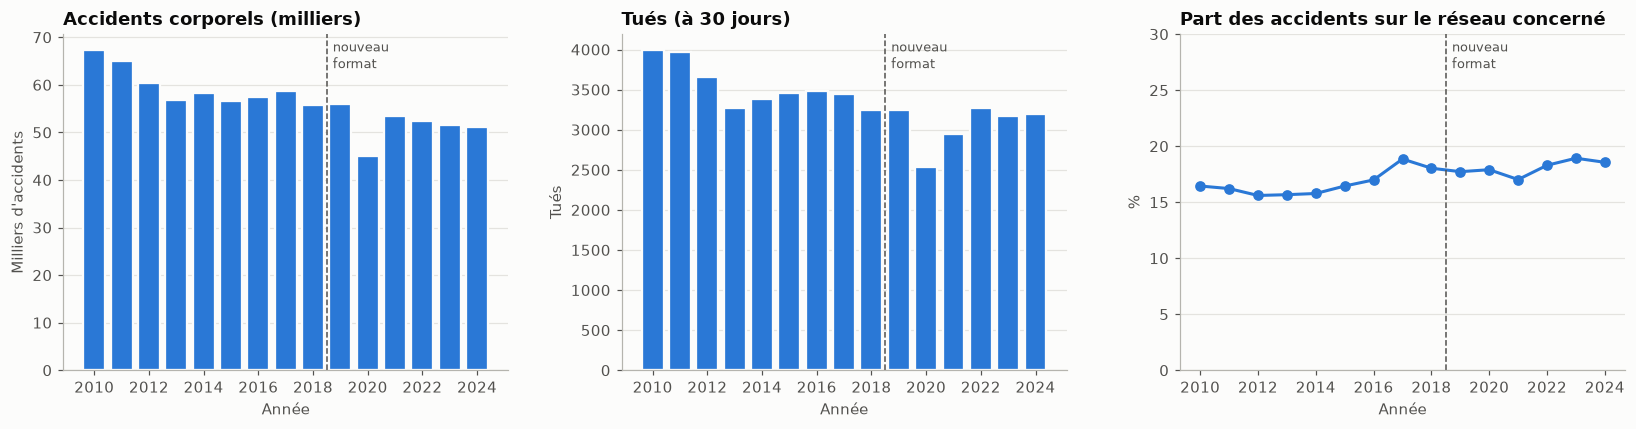 Accidents corporels (milliers)
70
60
50
40
30
20
10
0
Milliers d'accidents
nouveau
format
2010 2012 2014 2016 2018 2020 2022 2024
Année
Tués (à 30 jours)
4000
3500
3000
2500
2000
1500
1000
500
0
Tués
nouveau
format
2010 2012 2014 2016 2018 2020 2022 2024
Année
Part des accidents sur le réseau concerné
30
25
20
15
10
5
0
%
nouveau
format
2010 2012 2014 2016 2018 2020 2022 2024
Année